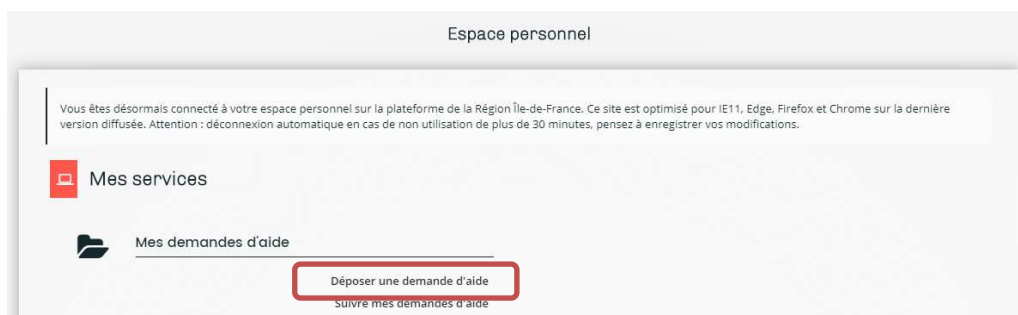 Espace personnel
Vous êtes désormais connecté à votre espace personnel sur la plateforme de la Région Île-de-France. Ce site est optimisé pour IE11, Edge, Firefox et Chrome sur la dernière
version diffusée. Attention : déconnexion automatique en cas de non utilisation de plus de 30 minutes, pensez à enregistrer vos modifications.
Mes services
Mes demandes d'aide
Déposer une demande d'aide
Suivre mes demandes d'aide